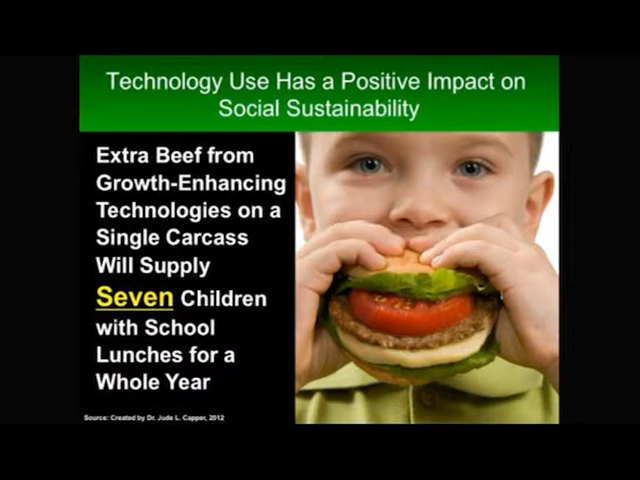 Technology Use Has a Positive Impact on
Social Sustainability
Extra Beef from
Growth-Enhancing
Technologies on a
Single Carcass
Will Supply
Seven Children
with School
Lunches for a
Whole Year
Source: Created by Dr. Jude L. Capper, 2012